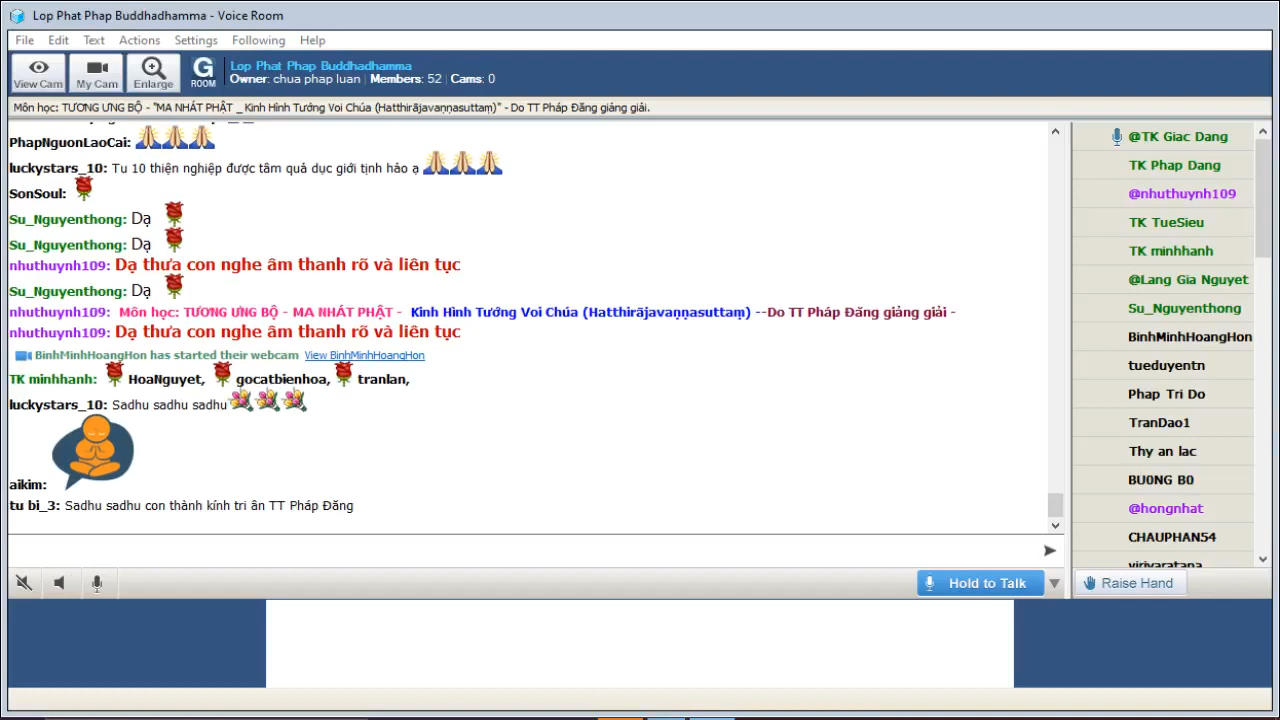 Lop Phat Phap Buddhadhamma - Voice Room
File Edit Text Actions Settings Following Help
View Cam My Cam Enlarge G ROOM
Lop Phat Phap Buddhadhamma
Owner: chua phap luan | Members: 52 | Cams: 0
Môn học: TƯƠNG ƯNG BỘ - "MA NHÁT PHẬT _ Kinh Hình Tướng Voi Chúa (Hatthirājavaṇṇasuttaṃ)" - Do TT Pháp Đăng giảng giải.
PhapNguonLaoCai:
luckystars_10: Tu 10 thiện nghiệp được tâm quả dục giới tịnh hảo ạ
SonSoul:
Su_Nguyenthong: Dạ
Su_Nguyenthong: Dạ
nhuthuynh109: Dạ thưa con nghe âm thanh rõ và liên tục
Su_Nguyenthong: Dạ
nhuthuynh109: Môn học: TƯƠNG ƯNG BỘ - MA NHÁT PHẬT - Kinh Hình Tướng Voi Chúa (Hatthirājavaṇṇasuttaṃ) --Do TT Pháp Đăng giảng giải -
nhuthuynh109: Dạ thưa con nghe âm thanh rõ và liên tục
BinhMinhHoangHon has started their webcam View BinhMinhHoangHon
TK minhhanh: HoaNguyet, gocatbienhoa, tranlan,
luckystars_10: Sadhu sadhu sadhu
aikim:
tu bi_3: Sadhu sadhu con thành kính tri ân TT Pháp Đăng
@TK Giac Dang
TK Phap Dang
@nhuthuynh109
TK TueSieu
TK minhhanh
@Lang Gia Nguyet
Su_Nguyenthong
BinhMinhHoangHon
tueduyentn
Phap Tri Do
TranDao1
Thy an lac
BU0NG B0
@hongnhat
CHAUPHAN54
viriyaratana
Hold to Talk
Raise Hand